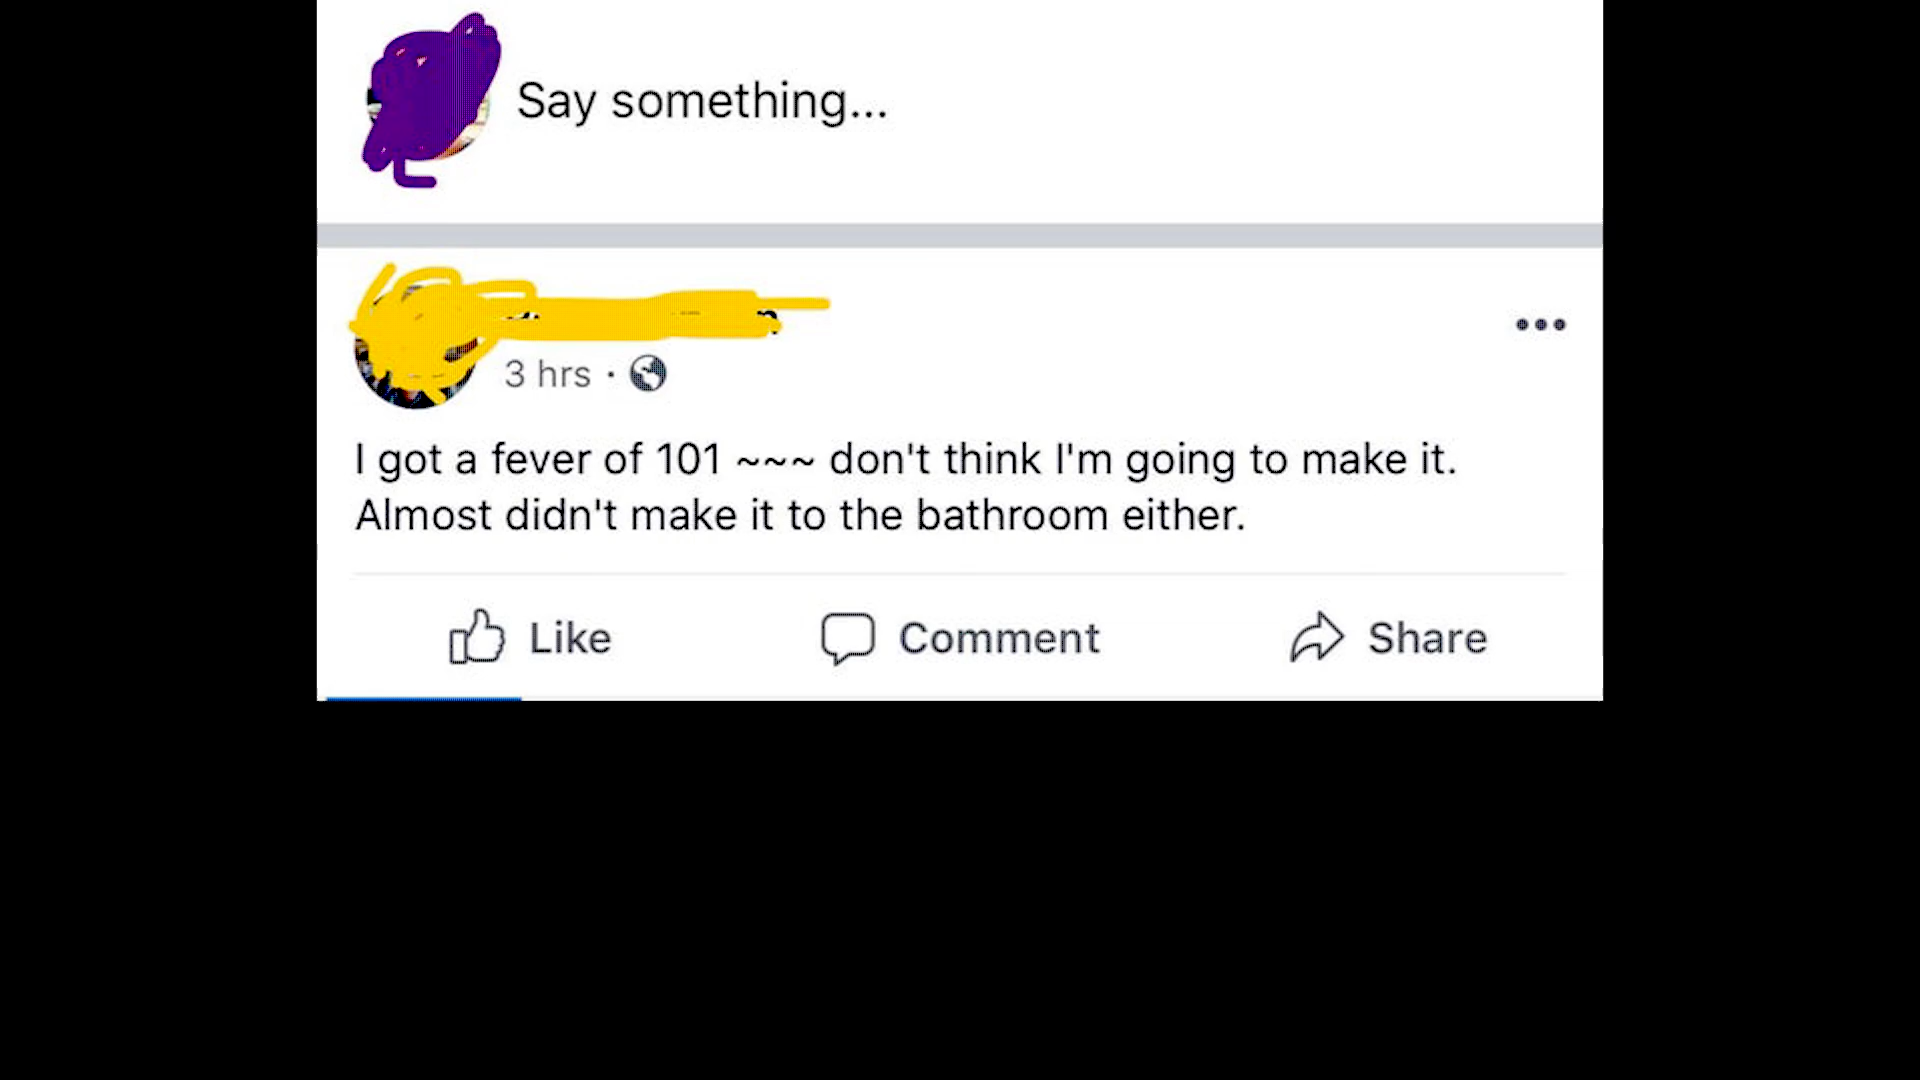 Say something...
3 hrs ·
I got a fever of 101 ~~~ don't think I'm going to make it.
Almost didn't make it to the bathroom either.
Like
Comment
Share